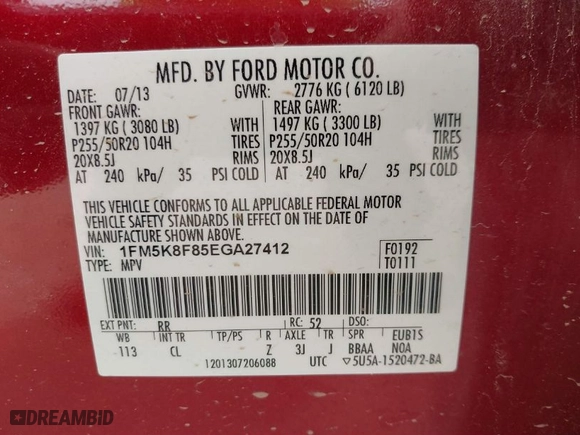 MFD. BY FORD MOTOR CO.
DATE: 07/13 GVWR: 2776 KG ( 6120 LB)
FRONT GAWR: REAR GAWR:
1397 KG ( 3080 LB) WITH 1497 KG ( 3300 LB) WITH
P255/50R20 104H TIRES P255/50R20 104H TIRES
20X8.5J RIMS 20X8.5J RIMS
AT 240 kPa/ 35 PSI COLD AT 240 kPa/ 35 PSI COLD
THIS VEHICLE CONFORMS TO ALL APPLICABLE FEDERAL MOTOR
VEHICLE SAFETY STANDARDS IN EFFECT ON THE DATE OF
MANUFACTURE SHOWN ABOVE.
VIN: 1FM5K8F85EGA27412 F0192
TYPE: MPV T0111
EXT PNT: RR RC: 52 DSO:
WB INT TR TP/PS R AXLE TR SPR EUB1S
113 CL Z 3J J BBAA N0A
1201307206088 UTC ▽5U5A-1520472-BA
DREAMBID